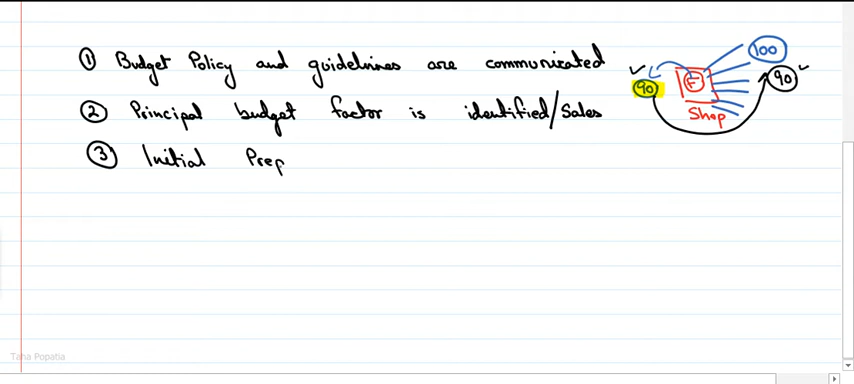 ① Budget Policy and guidelines are communicated
② Principal budget factor is identified/Sales
③ Initial Prep
100
90
F
90
Shop
Taha Popatia